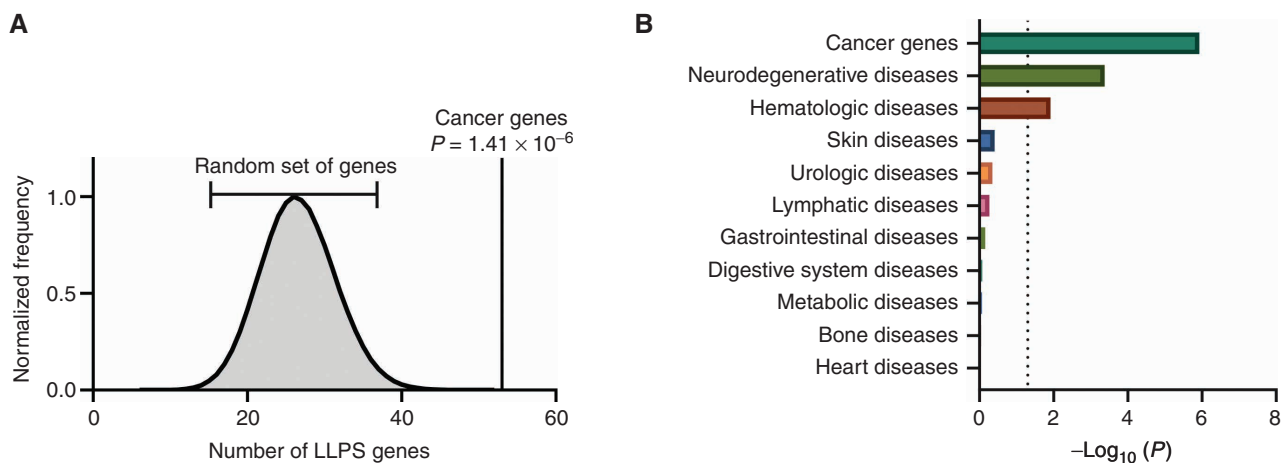 A
Cancer genes
P = 1.41 × 10⁻⁶
Random set of genes
Normalized frequency
1.0
0.5
0.0
0
20
40
60
Number of LLPS genes
B
Cancer genes
Neurodegenerative diseases
Hematologic diseases
Skin diseases
Urologic diseases
Lymphatic diseases
Gastrointestinal diseases
Digestive system diseases
Metabolic diseases
Bone diseases
Heart diseases
0
2
4
6
8
−Log₁₀ (P)